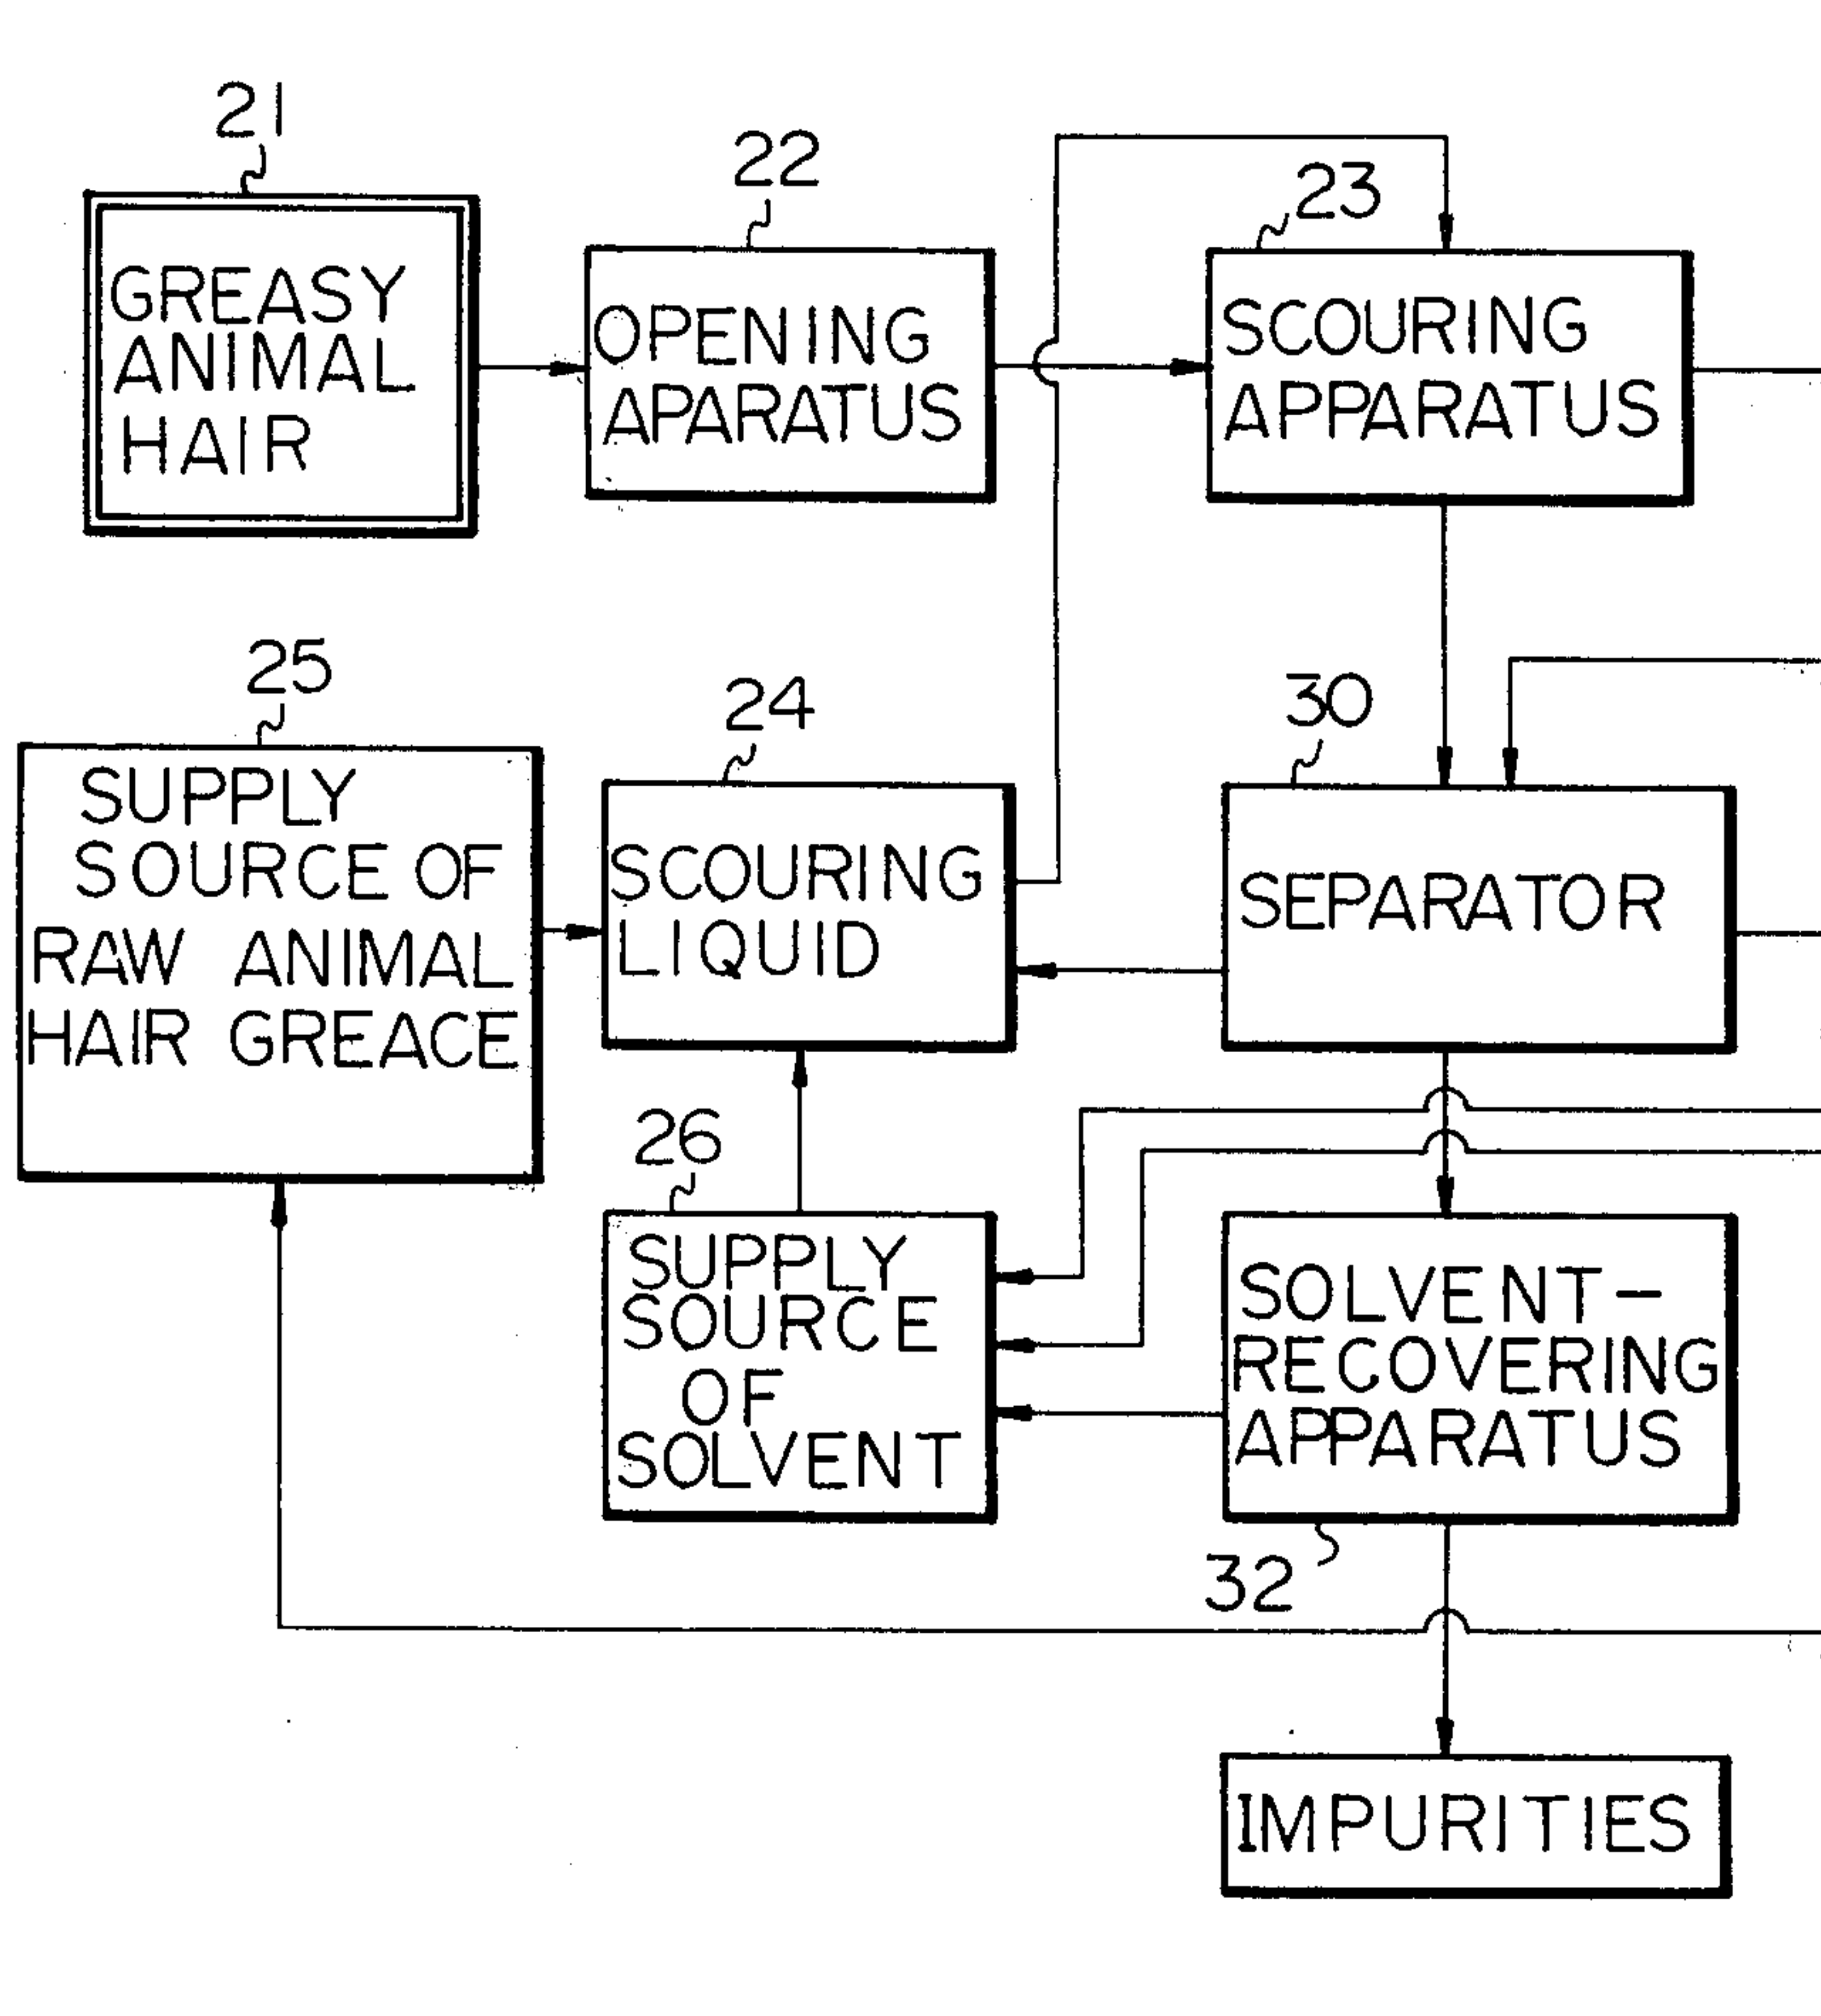 21
GREASY
ANIMAL
HAIR
22
OPENING
APARATUS
23
SCOURING
APPARATUS
25
SUPPLY
SOURCE OF
RAW ANIMAL
HAIR GREACE
24
SCOURING
LIQUID
30
SEPARATOR
26
SUPPLY
SOURCE
OF
SOLVENT
SOLVENT-
RECOVERING
APPARATUS
32
IMPURITIES